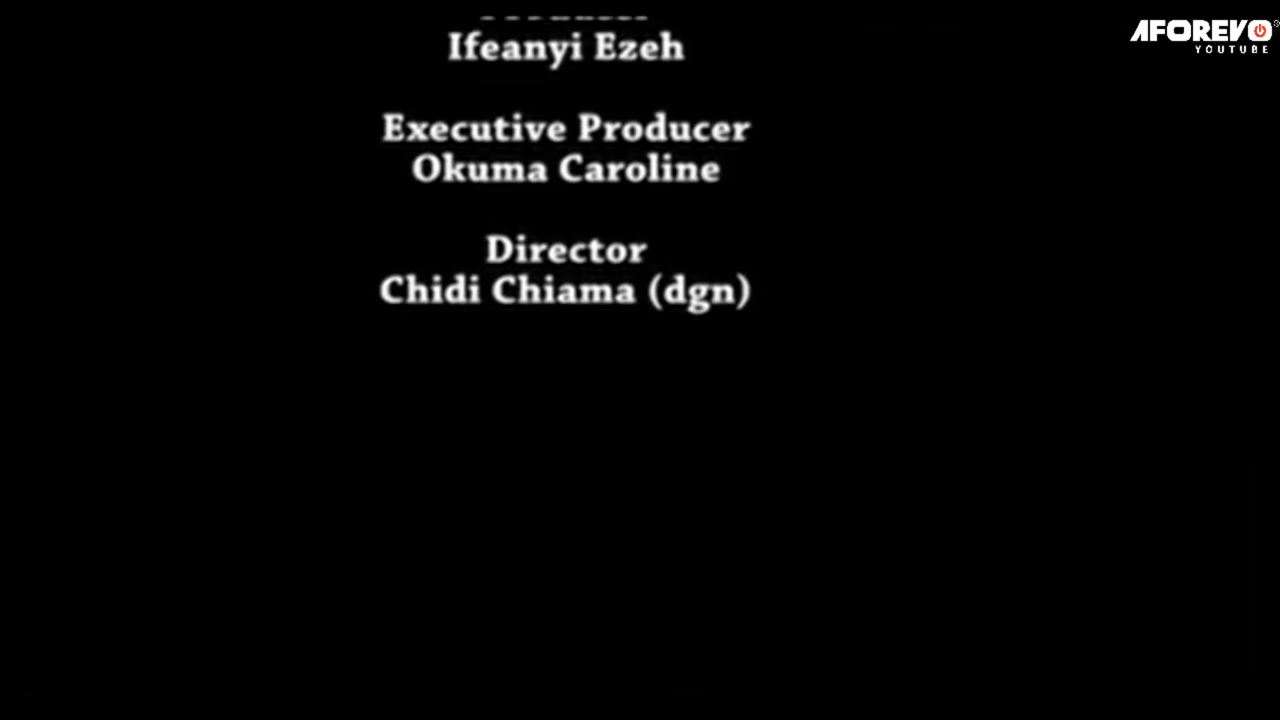 Ifeanyi Ezeh
Executive Producer
Okuma Caroline
Director
Chidi Chiama (dgn)
AFOREVO
YOUTUBE